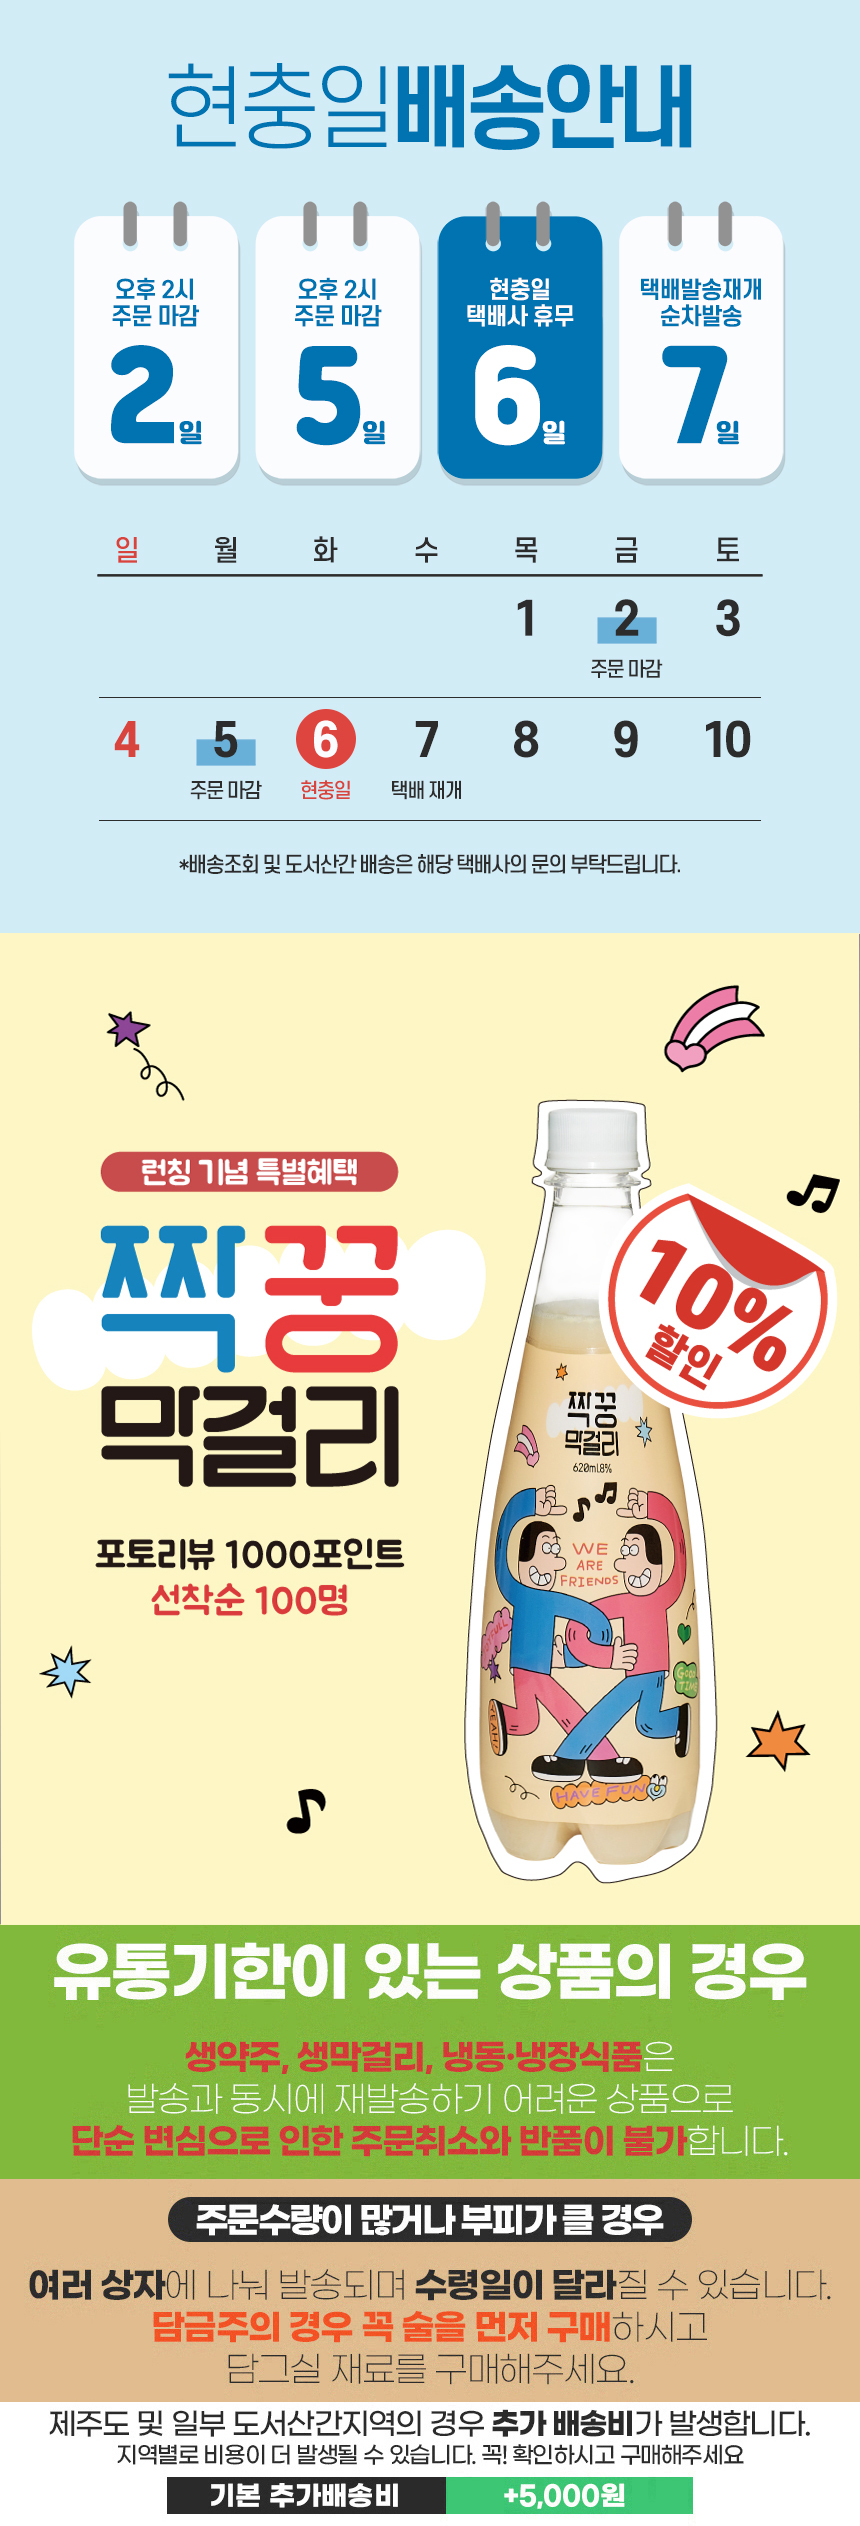 현충일배송안내
오후 2시
주문 마감
2일
오후 2시
주문 마감
5일
현충일
택배사 휴무
6일
택배발송재개
순차발송
7일
일 월 화 수 목 금 토
1 2 3
주문 마감
4 5 6 7 8 9 10
주문 마감 현충일 택배 재개
*배송조회 및 도서산간 배송은 해당 택배사의 문의 부탁드립니다.
런칭 기념 특별혜택
짝꿍
막걸리
포토리뷰 1000포인트
선착순 100명
10%
할인
짝꿍
막걸리
620ml.8%
WE
ARE
FRIENDS
JOYFULL
GOOD
TIME
YEAH!
HAVE FUN
유통기한이 있는 상품의 경우
생약주, 생막걸리, 냉동·냉장식품은
발송과 동시에 재발송하기 어려운 상품으로
단순 변심으로 인한 주문취소와 반품이 불가합니다.
주문수량이 많거나 부피가 클 경우
여러 상자에 나눠 발송되며 수령일이 달라질 수 있습니다.
담금주의 경우 꼭 술을 먼저 구매하시고
담그실 재료를 구매해주세요.
제주도 및 일부 도서산간지역의 경우 추가 배송비가 발생합니다.
지역별로 비용이 더 발생될 수 있습니다. 꼭! 확인하시고 구매해주세요
기본 추가배송비 +5,000원